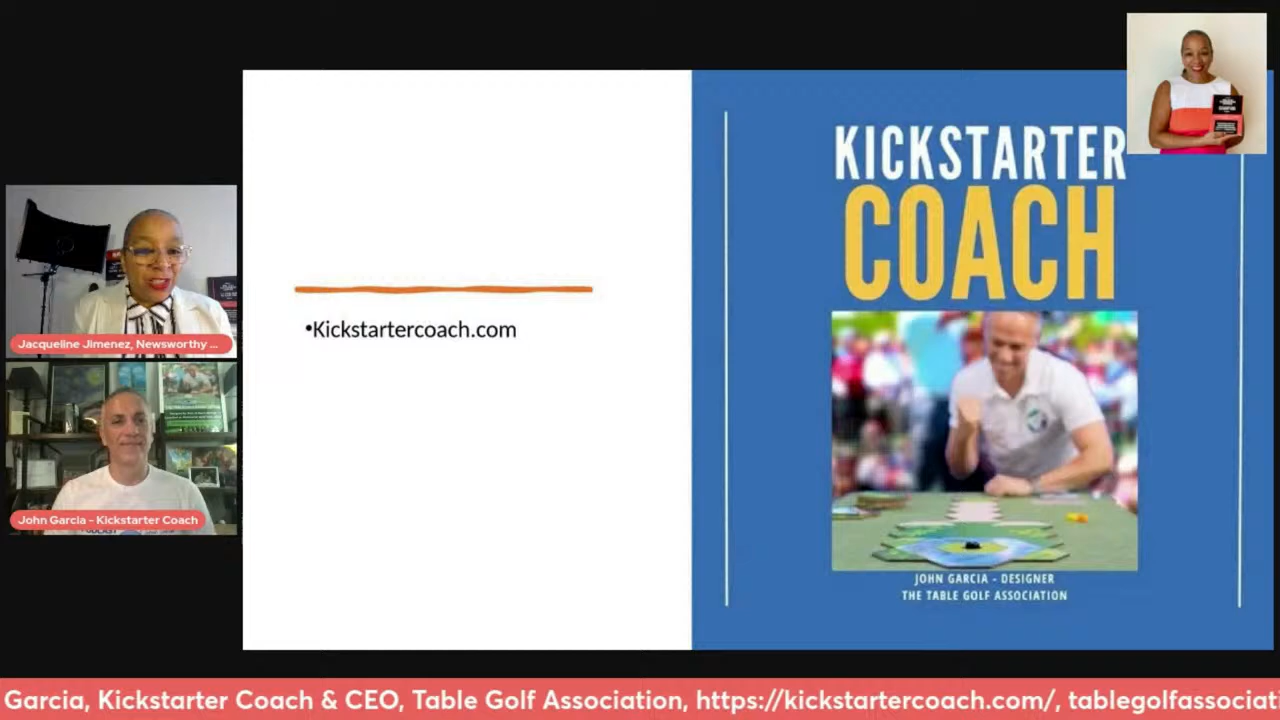 KICKSTARTER
COACH
•Kickstartercoach.com
Jacqueline Jimenez, Newsworthy ...
John Garcia - Kickstarter Coach
JOHN GARCIA - DESIGNER
THE TABLE GOLF ASSOCIATION
Garcia, Kickstarter Coach & CEO, Table Golf Association, https://kickstartercoach.com/, tablegolfassociati